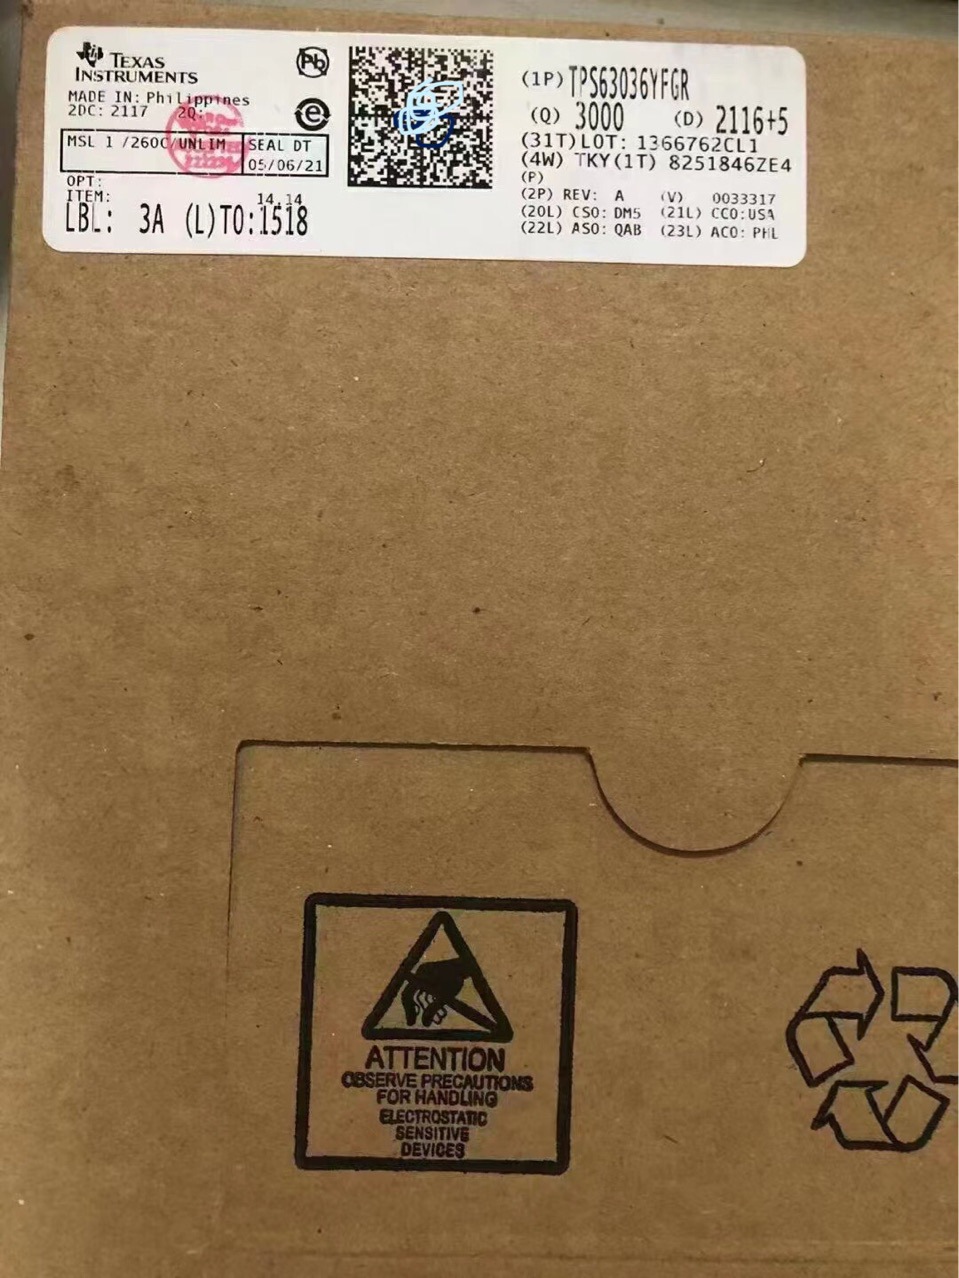 TEXAS
INSTRUMENTS
MADE IN: Philippines
2DC: 2117 2Q:
MSL 1 /260C/UNLIM
SEAL DT
05/06/21
OPT:
ITEM: 14.14
LBL: 3A (L)TO:1518
Pb
e
(1P) TPS63036YFGR
(Q) 3000 (D) 2116+5
(31T)LOT: 1366762CL1
(4W) TKY(1T) 8251846ZE4
(P)
(2P) REV: A (V) 0033317
(20L) CSO: DM5 (21L) CCO:USA
(22L) ASO: QAB (23L) ACO: PHL
ATTENTION
OBSERVE PRECAUTIONS
FOR HANDLING
ELECTROSTATIC
SENSITIVE
DEVICES